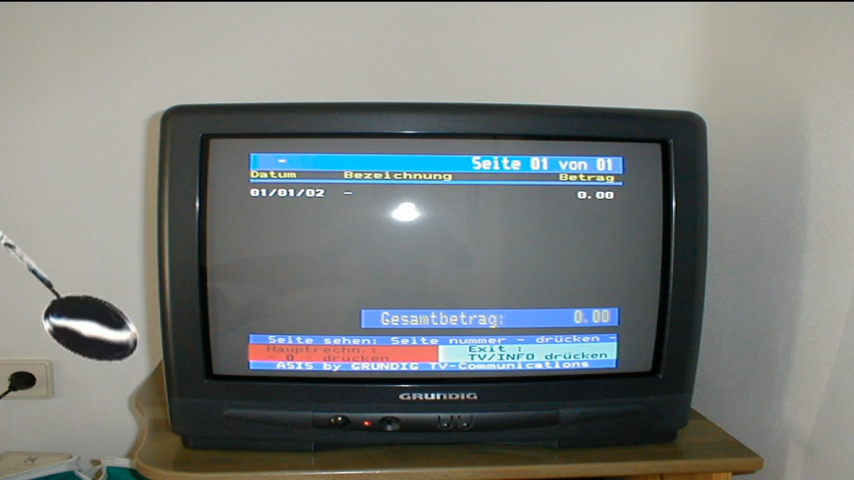 - Seite 01 von 01
Datum Bezeichnung Betrag
01/01/02 - 0.00
Gesamtbetrag: 0.00
Seite sehen: Seite nummer - drücken -
Hauptrechn.: Exit :
- 0 - drücken TV/INFO drücken
ASIS by GRUNDIG TV-Communications
GRUNDIG